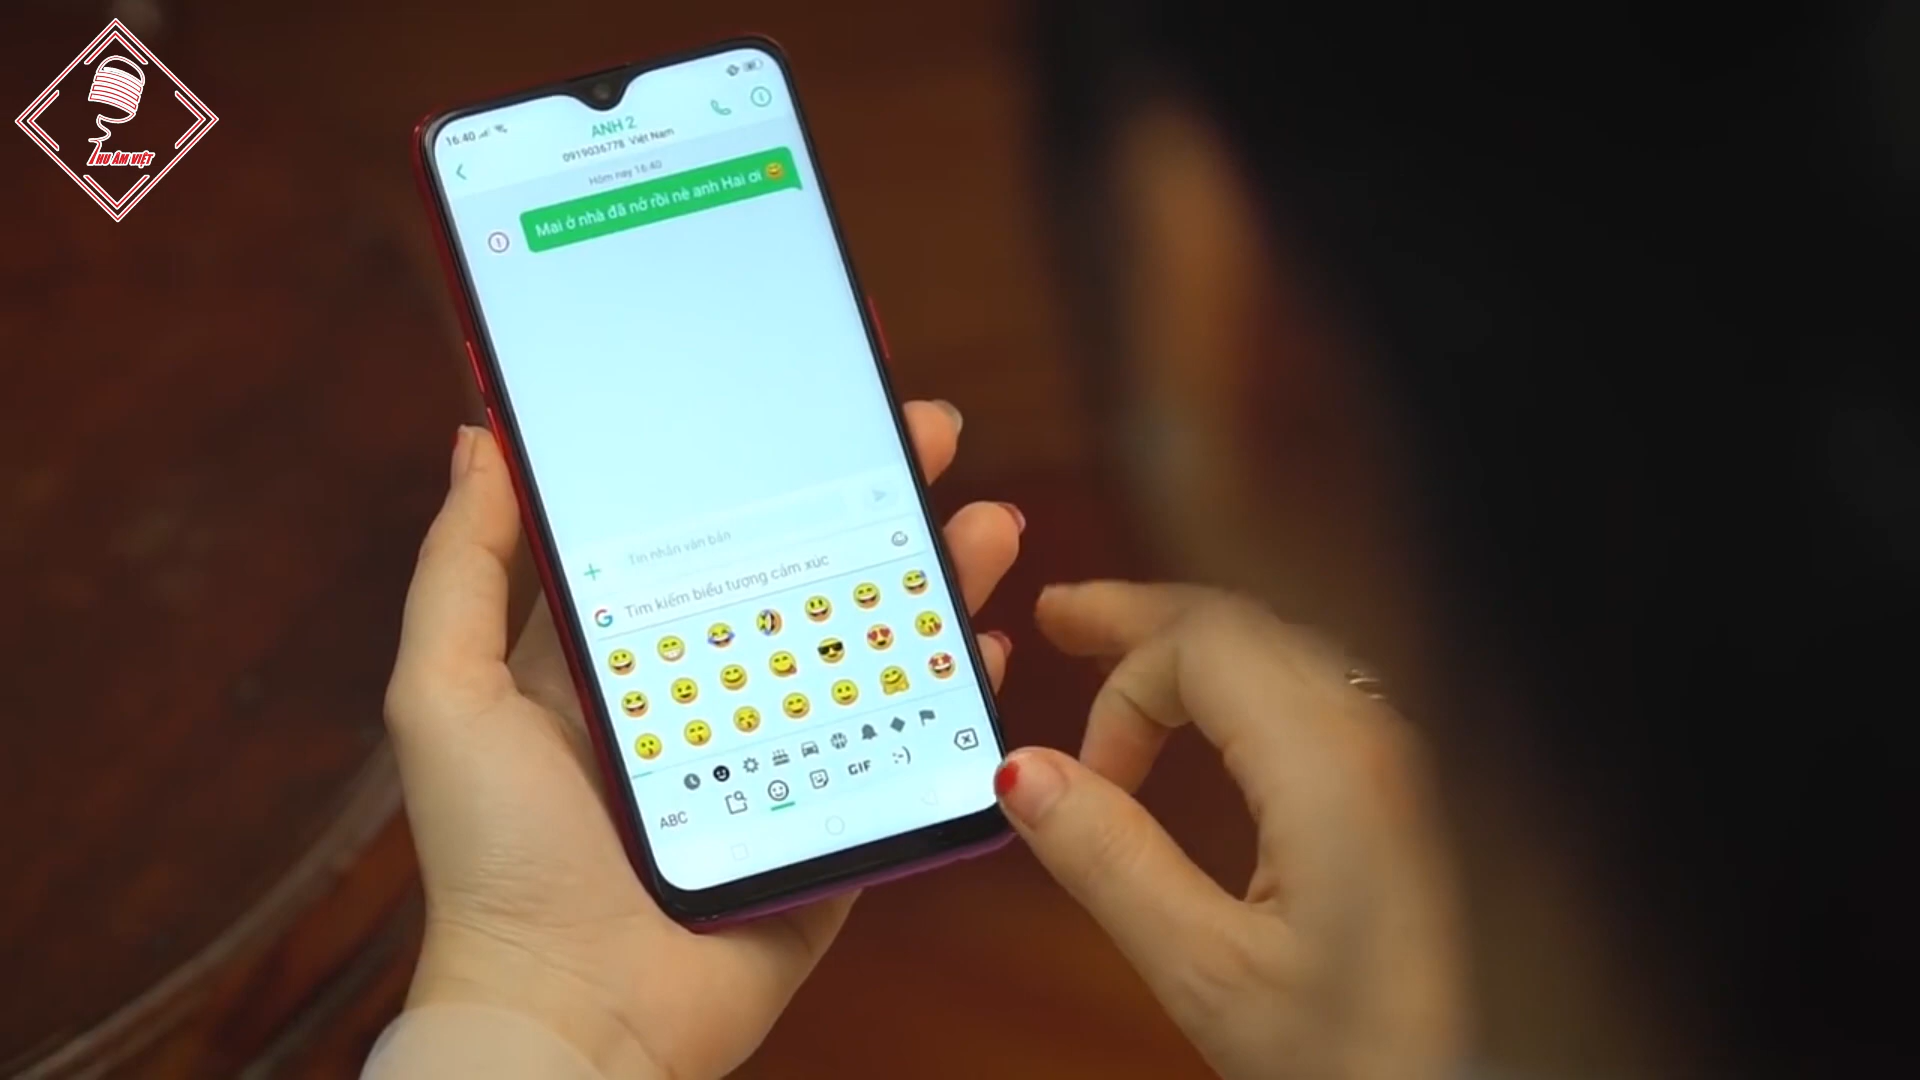 THU ÂM VIỆT
16:40
ANH 2
0919036778 Việt Nam
Hôm nay 16:40
Mai ở nhà đã nở rồi nè anh Hai ơi 😅
Tin nhắn văn bản
G Tìm kiếm biểu tượng cảm xúc
ABC
GIF
:-)